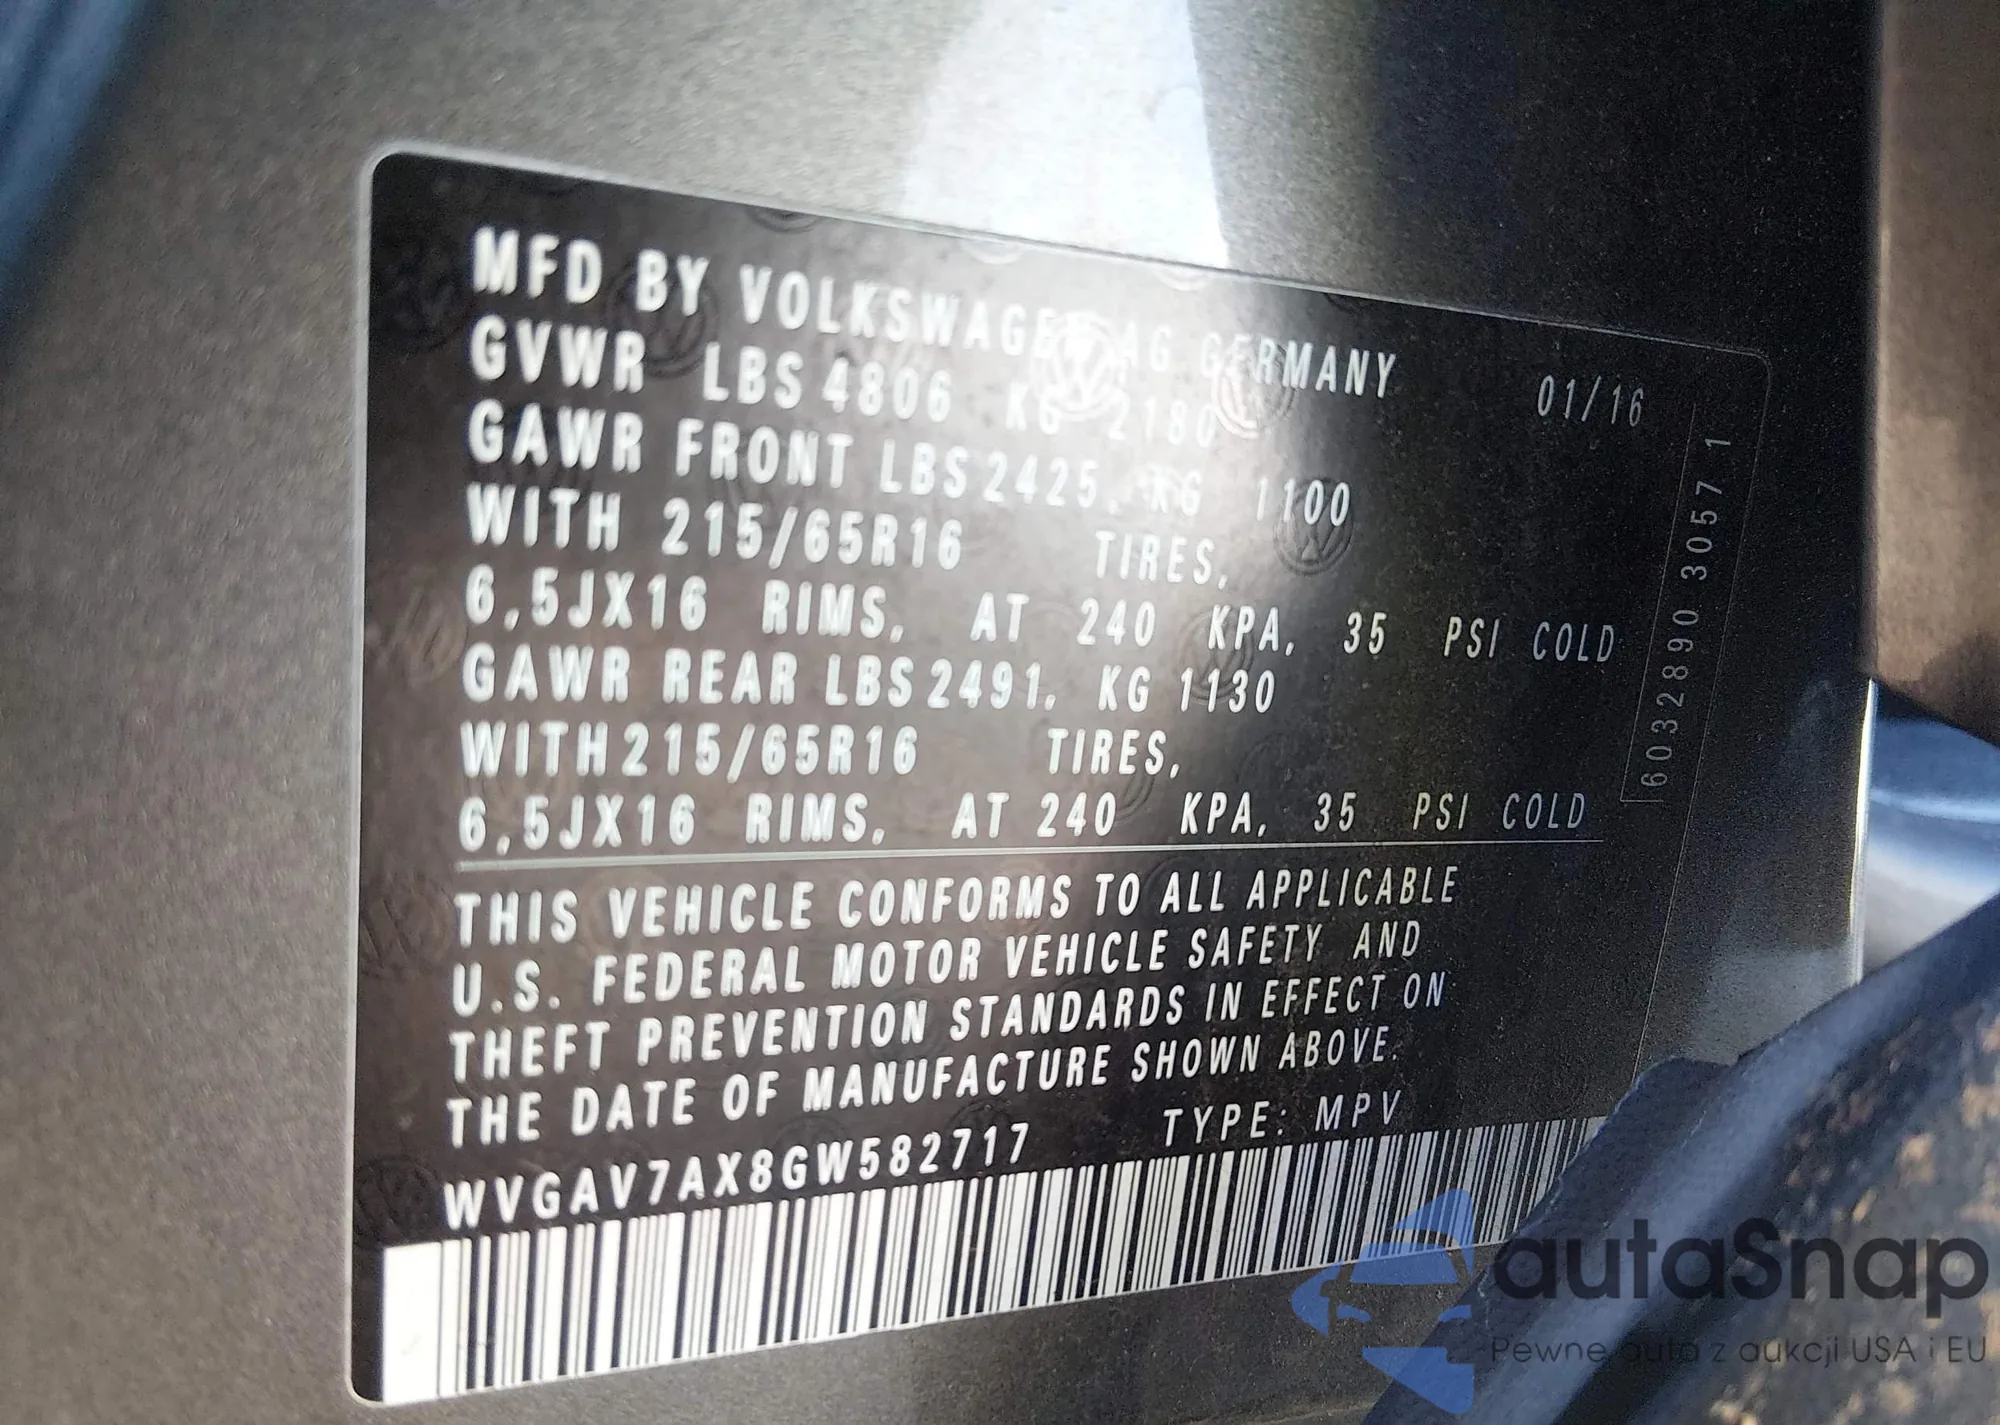 MFD BY VOLKSWAGEN AG GERMANY 01/16
GVWR LBS 4806 KG 2180
GAWR FRONT LBS 2425, KG 1100
WITH 215/65R16 TIRES,
6,5JX16 RIMS, AT 240 KPA, 35 PSI COLD
GAWR REAR LBS 2491, KG 1130
WITH 215/65R16 TIRES,
6,5JX16 RIMS, AT 240 KPA, 35 PSI COLD
6032890 3057 1
THIS VEHICLE CONFORMS TO ALL APPLICABLE
U.S. FEDERAL MOTOR VEHICLE SAFETY AND
THEFT PREVENTION STANDARDS IN EFFECT ON
THE DATE OF MANUFACTURE SHOWN ABOVE.
WVGAV7AX8GW582717 TYPE: MPV
autaSnap
Pewne auta z aukcji USA i EU